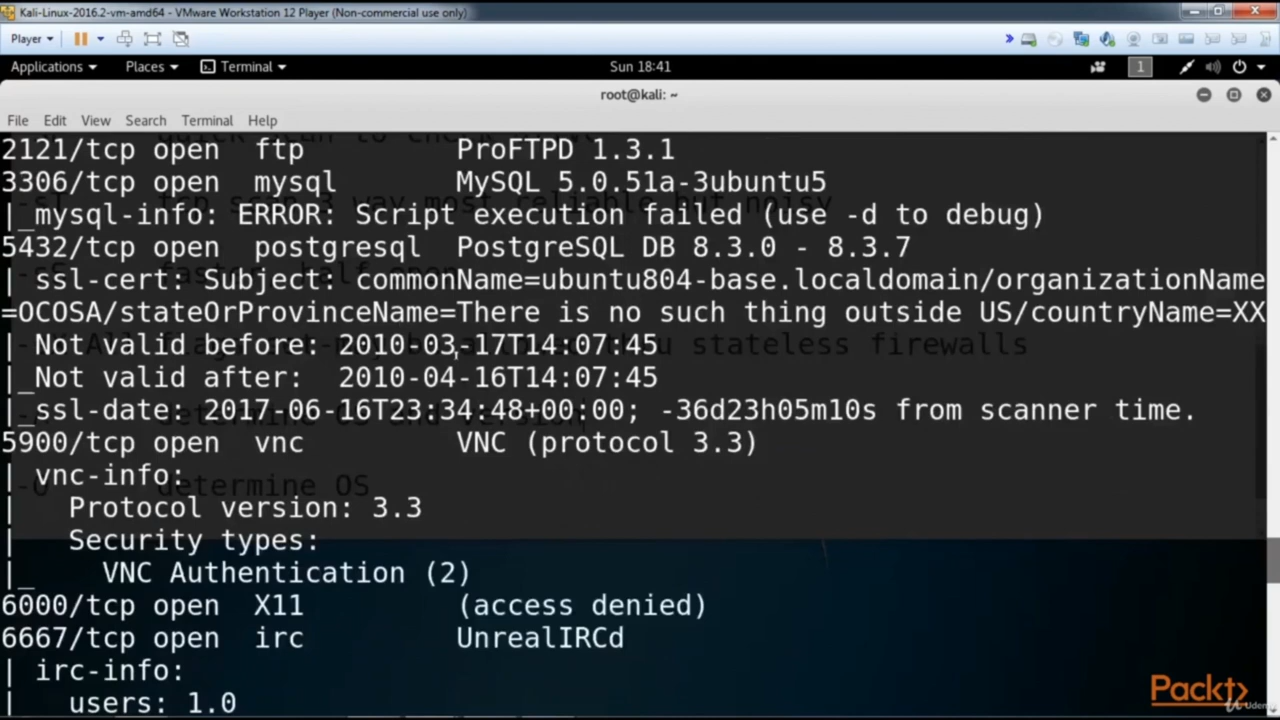 Kali-Linux-2016.2-vm-amd64 - VMware Workstation 12 Player (Non-commercial use only)
Player
Applications Places Terminal Sun 18:41 1
root@kali: ~
File Edit View Search Terminal Help
2121/tcp open ftp ProFTPD 1.3.1
3306/tcp open mysql MySQL 5.0.51a-3ubuntu5
|_mysql-info: ERROR: Script execution failed (use -d to debug)
5432/tcp open postgresql PostgreSQL DB 8.3.0 - 8.3.7
| ssl-cert: Subject: commonName=ubuntu804-base.localdomain/organizationName
=OCOSA/stateOrProvinceName=There is no such thing outside US/countryName=XX
| Not valid before: 2010-03-17T14:07:45
|_Not valid after: 2010-04-16T14:07:45
|_ssl-date: 2017-06-16T23:34:48+00:00; -36d23h05m10s from scanner time.
5900/tcp open vnc VNC (protocol 3.3)
| vnc-info:
| Protocol version: 3.3
| Security types:
|_ VNC Authentication (2)
6000/tcp open X11 (access denied)
6667/tcp open irc UnrealIRCd
| irc-info:
| users: 1.0
determine OS
stateless firewalls
Packt
Udemy